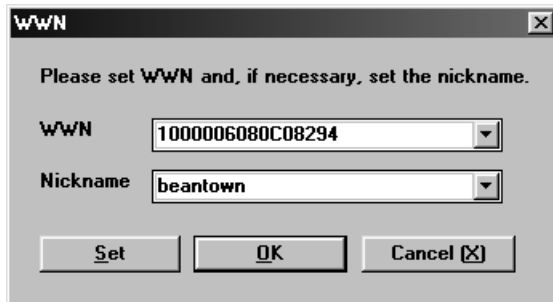 WWN
Please set WWN and, if necessary, set the nickname.
WWN 1000006080C08294
Nickname beantown
Set OK Cancel (X)